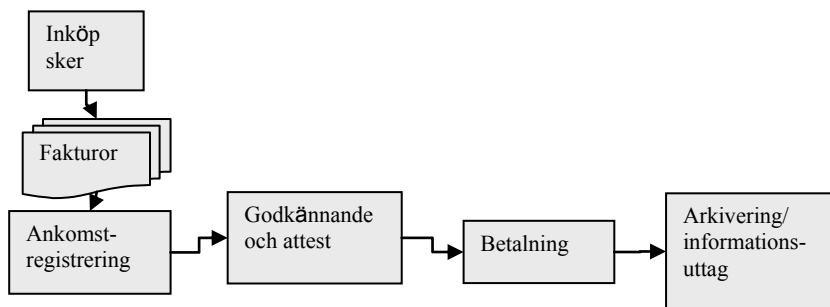 Inköp
sker
Fakturor
Ankomst-
registrering
Godkännande
och attest
Betalning
Arkivering/
informations-
uttag